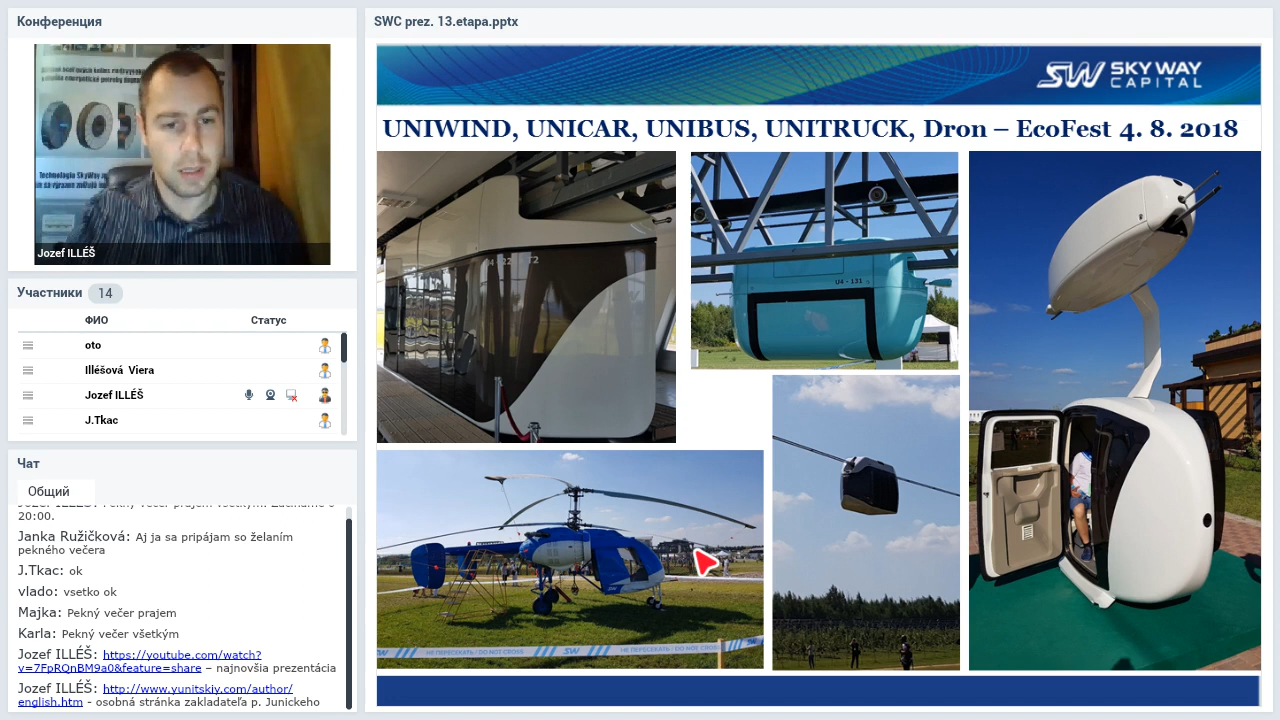 Конференция
Jozef ILLÉŠ
Участники 14
ФИО Статус
oto
Illéšová Viera
Jozef ILLÉŠ
J.Tkac
Чат
Общий
20:00.
Janka Ružičková: Aj ja sa pripájam so želaním
pekného večera
J.Tkac: ok
vlado: vsetko ok
Majka: Pekný večer prajem
Karla: Pekný večer všetkým
Jozef ILLÉŠ: https://youtube.com/watch?
v=7FpRQnBM9a0&feature=share – najnovšia prezentácia
Jozef ILLÉŠ: http://www.yunitskiy.com/author/
english.htm - osobná stránka zakladateľa p. Junickeho
SWC prez. 13.etapa.pptx
SW SKY WAY
CAPITAL
UNIWIND, UNICAR, UNIBUS, UNITRUCK, Dron – EcoFest 4. 8. 2018
U4 - 131
НЕ ПЕРЕСЕКАТЬ / DO NOT CROSS